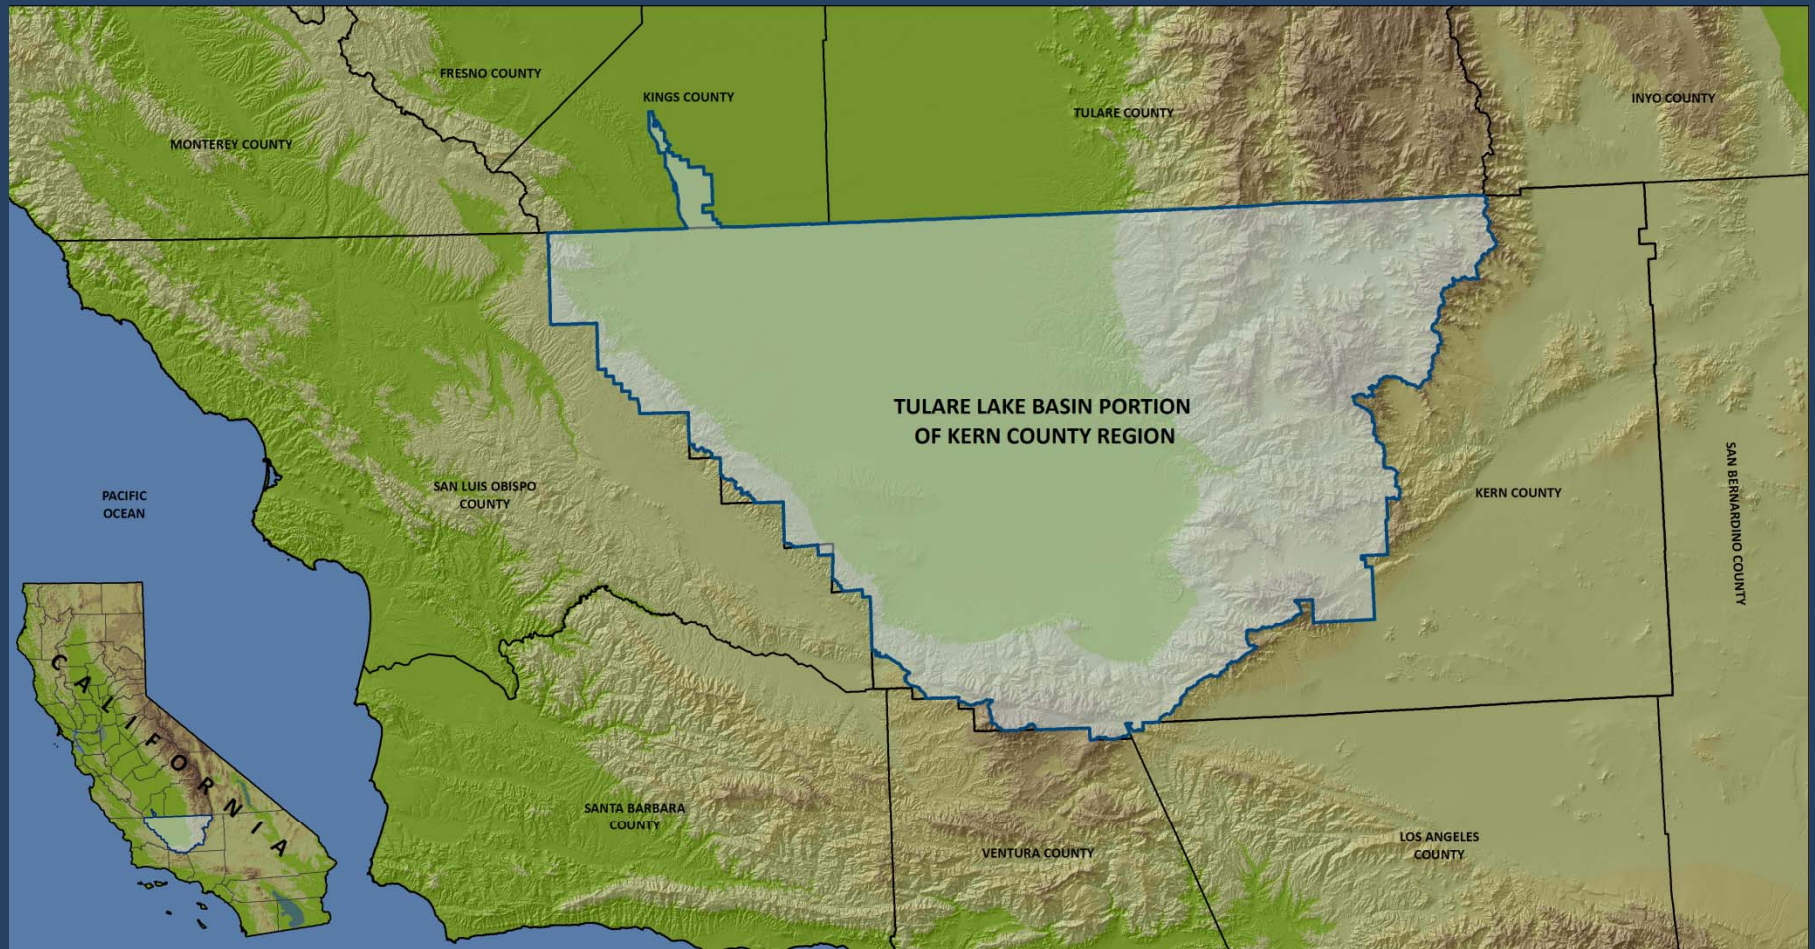 FRESNO COUNTY
KINGS COUNTY
TULARE COUNTY
INYO COUNTY
MONTEREY COUNTY
TULARE LAKE BASIN PORTION
OF KERN COUNTY REGION
PACIFIC
OCEAN
SAN LUIS OBISPO
COUNTY
KERN COUNTY
SAN BERNARDINO COUNTY
CALIFORNIA
SANTA BARBARA
COUNTY
VENTURA COUNTY
LOS ANGELES
COUNTY